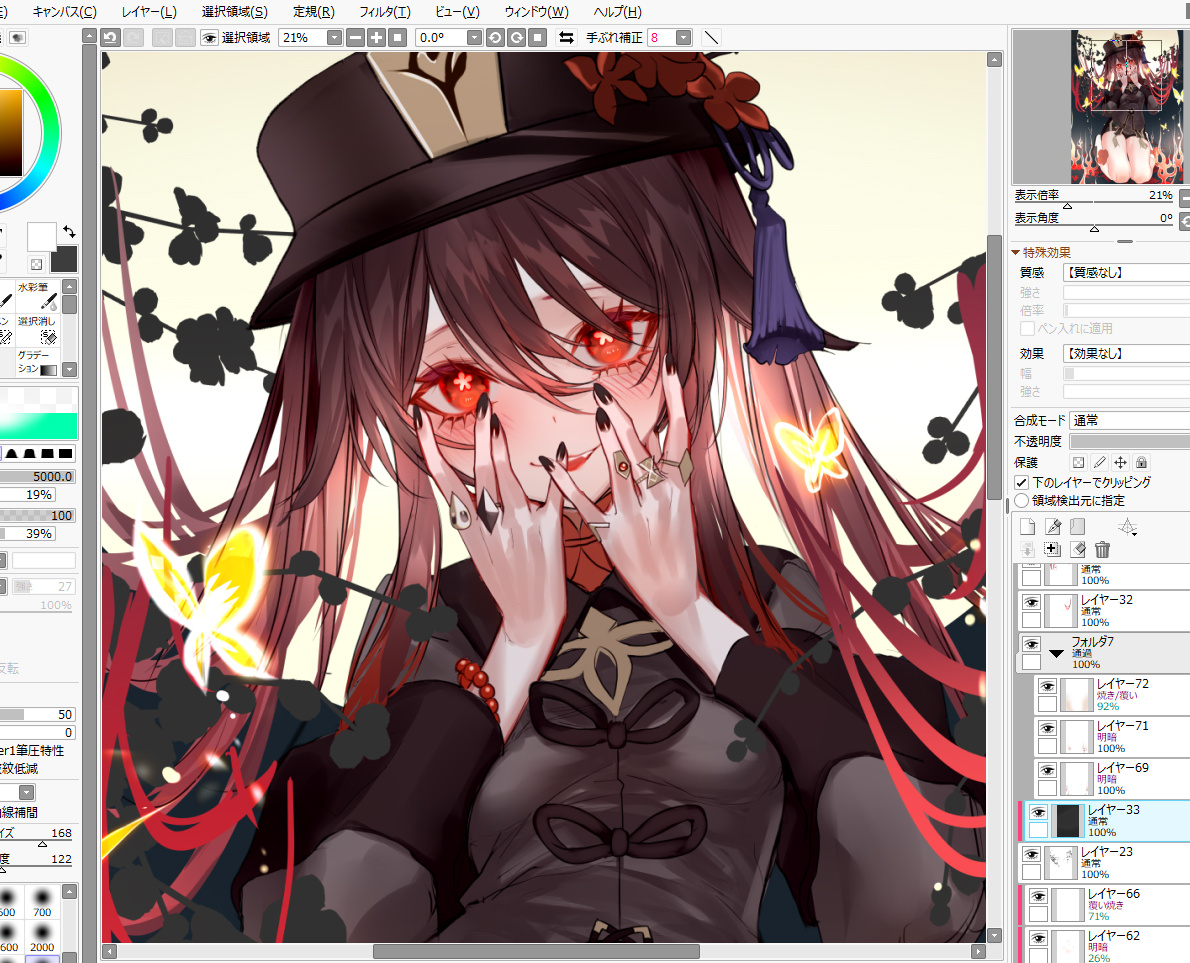 キャンバス(C) レイヤー(L) 選択領域(S) 定規(R) フィルタ(T) ビュー(V) ウィンドウ(W) ヘルプ(H)
選択領域 21% 0.0° 手ぶれ補正 8
水彩筆
選択消し
グラデーション
5000.0
19%
100
39%
27
100%
反転
50
0
er1筆圧特性
波紋低減
線補間
イズ 168
度 122
500 700
600 2000
表示倍率 21%
表示角度 0°
特殊効果
質感 【質感なし】
強さ
倍率
ペン入れに適用
効果 【効果なし】
幅
強さ
合成モード 通常
不透明度
保護
下のレイヤーでクリッピング
領域検出元に指定
通常
100%
レイヤー32
通常
100%
フォルダ7
通過
100%
レイヤー72
焼き/覆い
92%
レイヤー71
明暗
100%
レイヤー69
明暗
100%
レイヤー33
通常
100%
レイヤー23
通常
100%
レイヤー66
覆い焼き
71%
レイヤー62
明暗
26%